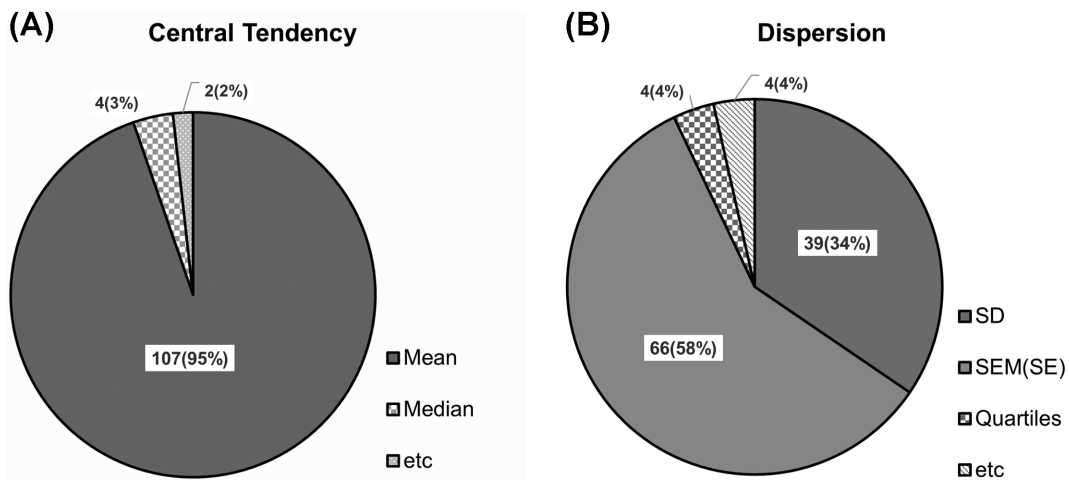 (A)
Central Tendency
4(3%)
2(2%)
107(95%)
Mean
Median
etc
(B)
Dispersion
4(4%)
4(4%)
39(34%)
66(58%)
SD
SEM(SE)
Quartiles
etc